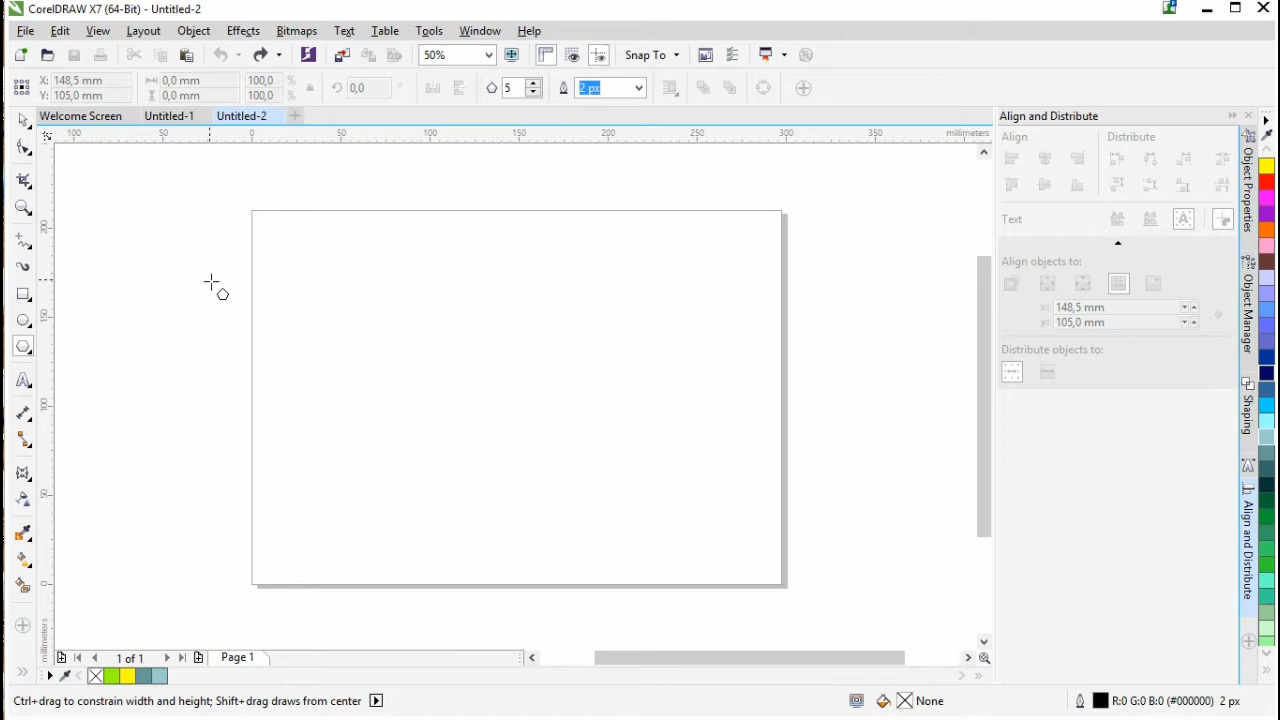 CorelDRAW X7 (64-Bit) - Untitled-2
File Edit View Layout Object Effects Bitmaps Text Table Tools Window Help
50% Snap To
X: 148,5 mm 0,0 mm 100,0 % 0,0 ° 5 2 px
Y: 105,0 mm 0,0 mm 100,0 %
Welcome Screen Untitled-1 Untitled-2
100 50 0 50 100 150 200 250 300 350 millimeters
Align and Distribute
Align Distribute
Text
Align objects to:
x: 148,5 mm
y: 105,0 mm
Distribute objects to:
Object Properties
Object Manager
Shaping
Align and Distribute
150
100
50
0
millimeters
1 of 1 Page 1
Ctrl+drag to constrain width and height; Shift+drag draws from center None R:0 G:0 B:0 (#000000) 2 px